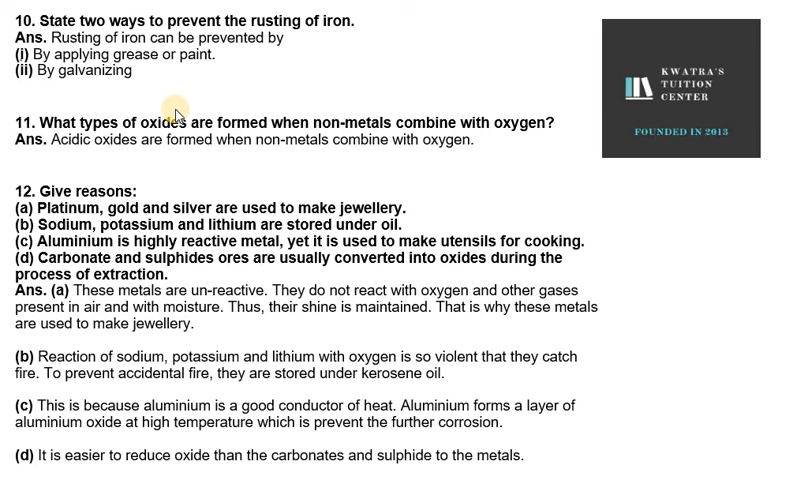 10. State two ways to prevent the rusting of iron.
Ans. Rusting of iron can be prevented by
(i) By applying grease or paint.
(ii) By galvanizing
11. What types of oxides are formed when non-metals combine with oxygen?
Ans. Acidic oxides are formed when non-metals combine with oxygen.
12. Give reasons:
(a) Platinum, gold and silver are used to make jewellery.
(b) Sodium, potassium and lithium are stored under oil.
(c) Aluminium is highly reactive metal, yet it is used to make utensils for cooking.
(d) Carbonate and sulphides ores are usually converted into oxides during the
process of extraction.
Ans. (a) These metals are un-reactive. They do not react with oxygen and other gases
present in air and with moisture. Thus, their shine is maintained. That is why these metals
are used to make jewellery.
(b) Reaction of sodium, potassium and lithium with oxygen is so violent that they catch
fire. To prevent accidental fire, they are stored under kerosene oil.
(c) This is because aluminium is a good conductor of heat. Aluminium forms a layer of
aluminium oxide at high temperature which is prevent the further corrosion.
(d) It is easier to reduce oxide than the carbonates and sulphide to the metals.
KWATRA'S
TUITION
CENTER
FOUNDED IN 2013